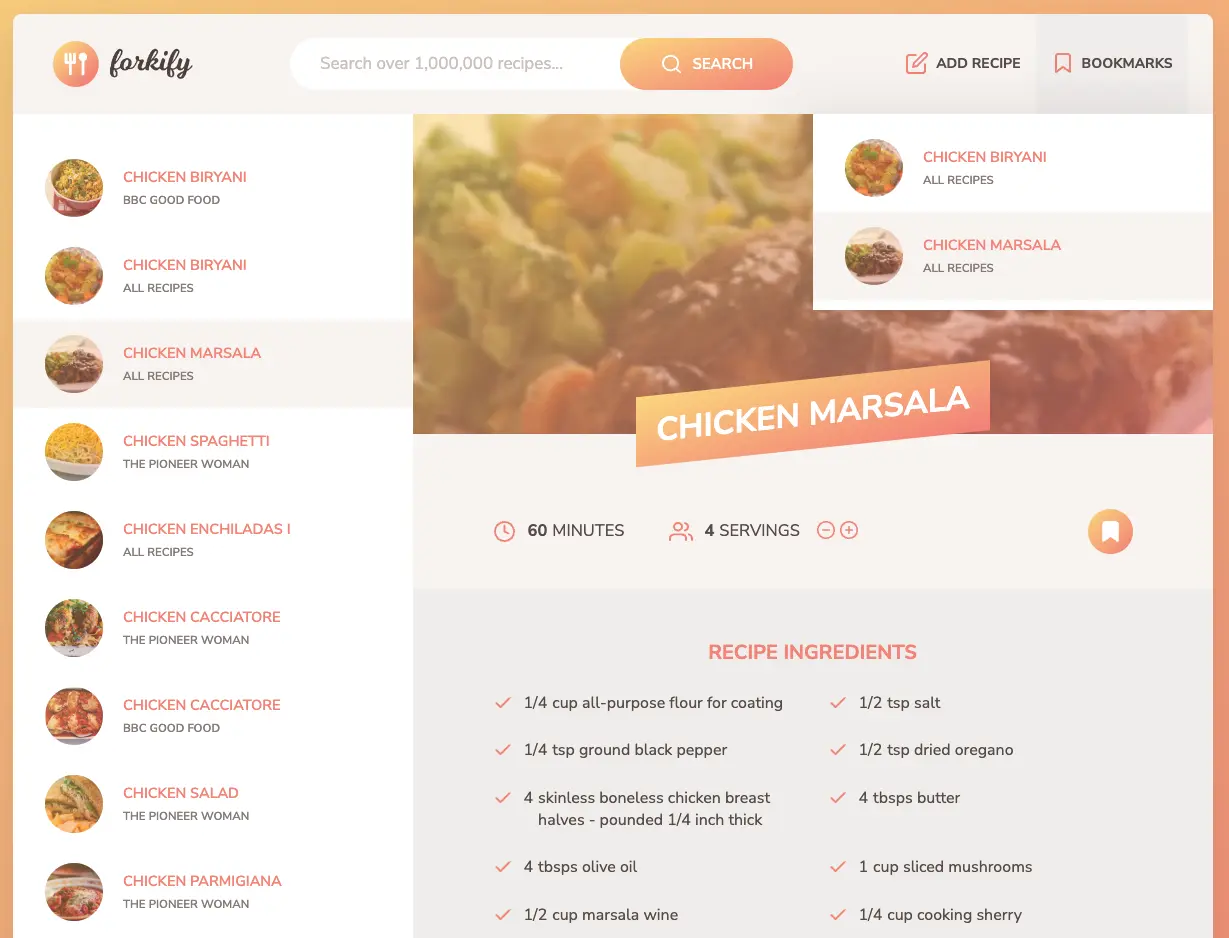 forkify
Search over 1,000,000 recipes...
SEARCH
ADD RECIPE
BOOKMARKS
CHICKEN BIRYANI
BBC GOOD FOOD
CHICKEN BIRYANI
ALL RECIPES
CHICKEN MARSALA
ALL RECIPES
CHICKEN SPAGHETTI
THE PIONEER WOMAN
CHICKEN ENCHILADAS I
ALL RECIPES
CHICKEN CACCIATORE
THE PIONEER WOMAN
CHICKEN CACCIATORE
BBC GOOD FOOD
CHICKEN SALAD
THE PIONEER WOMAN
CHICKEN PARMIGIANA
THE PIONEER WOMAN
CHICKEN BIRYANI
ALL RECIPES
CHICKEN MARSALA
ALL RECIPES
CHICKEN MARSALA
60 MINUTES
4 SERVINGS
RECIPE INGREDIENTS
1/4 cup all-purpose flour for coating
1/2 tsp salt
1/4 tsp ground black pepper
1/2 tsp dried oregano
4 skinless boneless chicken breast
halves - pounded 1/4 inch thick
4 tbsps butter
4 tbsps olive oil
1 cup sliced mushrooms
1/2 cup marsala wine
1/4 cup cooking sherry